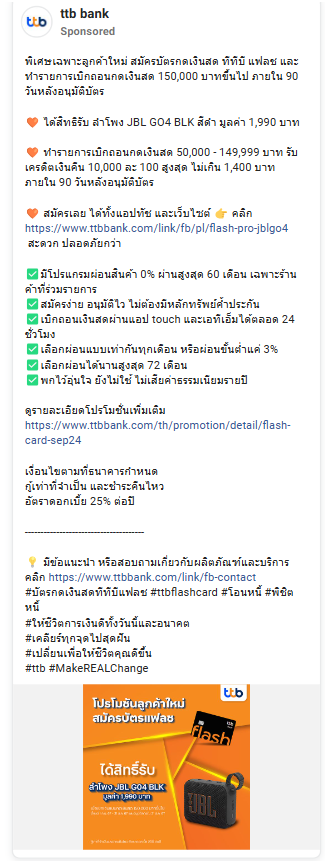 ttb bank
Sponsored
พิเศษเฉพาะลูกค้าใหม่ สมัครบัตรกดเงินสด ทีทีบี แฟลช และ
ทำรายการเบิกถอนกดเงินสด 150,000 บาทขึ้นไป ภายใน 90
วันหลังอนุมัติบัตร
🧡 ได้สิทธิรับ ลำโพง JBL GO4 BLK สีดำ มูลค่า 1,990 บาท
🧡 ทำรายการเบิกถอนกดเงินสด 50,000 - 149,999 บาท รับ
เครดิตเงินคืน 10,000 ละ 100 สูงสุด ไม่เกิน 1,400 บาท
ภายใน 90 วันหลังอนุมัติบัตร
🧡 สมัครเลย ได้ทั้งแอปทัช และเว็บไซต์ 👉 คลิก
https://www.ttbbank.com/link/fb/pl/flash-pro-jblgo4
สะดวก ปลอดภัยกว่า
✅มีโปรแกรมผ่อนสินค้า 0% ผ่านสูงสุด 60 เดือน เฉพาะร้าน
ค้าที่ร่วมรายการ
✅สมัครง่าย อนุมัติไว ไม่ต้องมีหลักทรัพย์ค้ำประกัน
✅เบิกถอนเงินสดผ่านแอป touch และเอทีเอ็มได้ตลอด 24
ชั่วโมง
✅เลือกผ่อนแบบเท่ากันทุกเดือน หรือผ่อนขั้นต่ำแค่ 3%
✅เลือกผ่อนได้นานสูงสุด 72 เดือน
✅พกไว้อุ่นใจ ยังไม่ใช้ ไม่เสียค่าธรรมเนียมรายปี
ดูรายละเอียดโปรโมชั่นเพิ่มเติม
https://www.ttbbank.com/th/promotion/detail/flash-
card-sep24
เงื่อนไขตามที่ธนาคารกำหนด
กู้เท่าที่จำเป็น และชำระคืนไหว
อัตราดอกเบี้ย 25% ต่อปี
-------------------------------------
💡 มีข้อแนะนำ หรือสอบถามเกี่ยวกับผลิตภัณฑ์และบริการ
คลิก https://www.ttbbank.com/link/fb-contact
#บัตรกดเงินสดทีทีบีแฟลช #ttbflashcard #โอนหนี้ #พิชิต
หนี้
#ให้ชีวิตการเงินดีทั้งวันนี้และอนาคต
#เคลียร์ทุกจุดไปสุดฝัน
#เปลี่ยนเพื่อให้ชีวิตคุณดีขึ้น
#ttb #MakeREALChange
ttb
โปรโมชันลูกค้าใหม่
สมัครบัตรแฟลช
flash
ได้สิทธิ์รับ
ลำโพง JBL GO4 BLK
มูลค่า 1,990 บาท
JBL